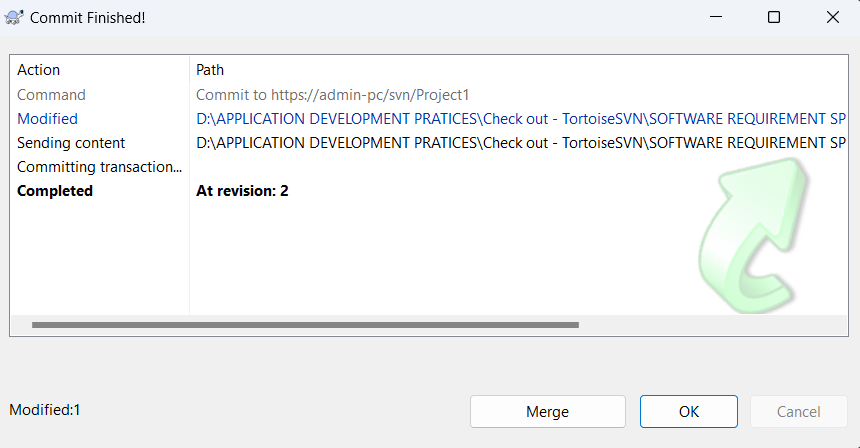 Commit Finished!
Action Path
Command Commit to https://admin-pc/svn/Project1
Modified D:\APPLICATION DEVELOPMENT PRATICES\Check out - TortoiseSVN\SOFTWARE REQUIREMENT SP
Sending content D:\APPLICATION DEVELOPMENT PRATICES\Check out - TortoiseSVN\SOFTWARE REQUIREMENT SP
Committing transaction...
Completed At revision: 2
Modified:1 Merge OK Cancel